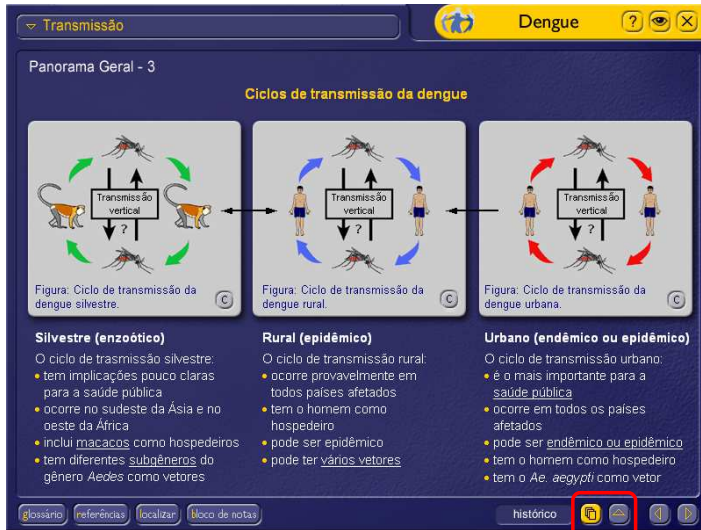 Transmissão
Dengue
?
Panorama Geral - 3
Ciclos de transmissão da dengue
Transmissão
vertical
?
Figura: Ciclo de transmissão da
dengue silvestre.
C
Transmissão
vertical
?
Figura: Ciclo de transmissão da
dengue rural.
C
Transmissão
vertical
?
Figura: Ciclo de transmissão da
dengue urbana.
C
Silvestre (enzoótico)
O ciclo de trasmissão silvestre:
• tem implicações pouco claras
para a saúde pública
• ocorre no sudeste da Ásia e no
oeste da África
• inclui macacos como hospedeiros
• tem diferentes subgêneros do
gênero Aedes como vetores
Rural (epidêmico)
O ciclo de transmissão rural:
• ocorre provavelmente em
todos países afetados
• tem o homem como
hospedeiro
• pode ser epidêmico
• pode ter vários vetores
Urbano (endêmico ou epidêmico)
O ciclo de transmissão urbano:
• é o mais importante para a
saúde pública
• ocorre em todos os países
afetados
• pode ser endêmico ou epidêmico
• tem o homem como hospedeiro
• tem o Ae. aegypti como vetor
glossário
referências
localizar
bloco de notas
histórico